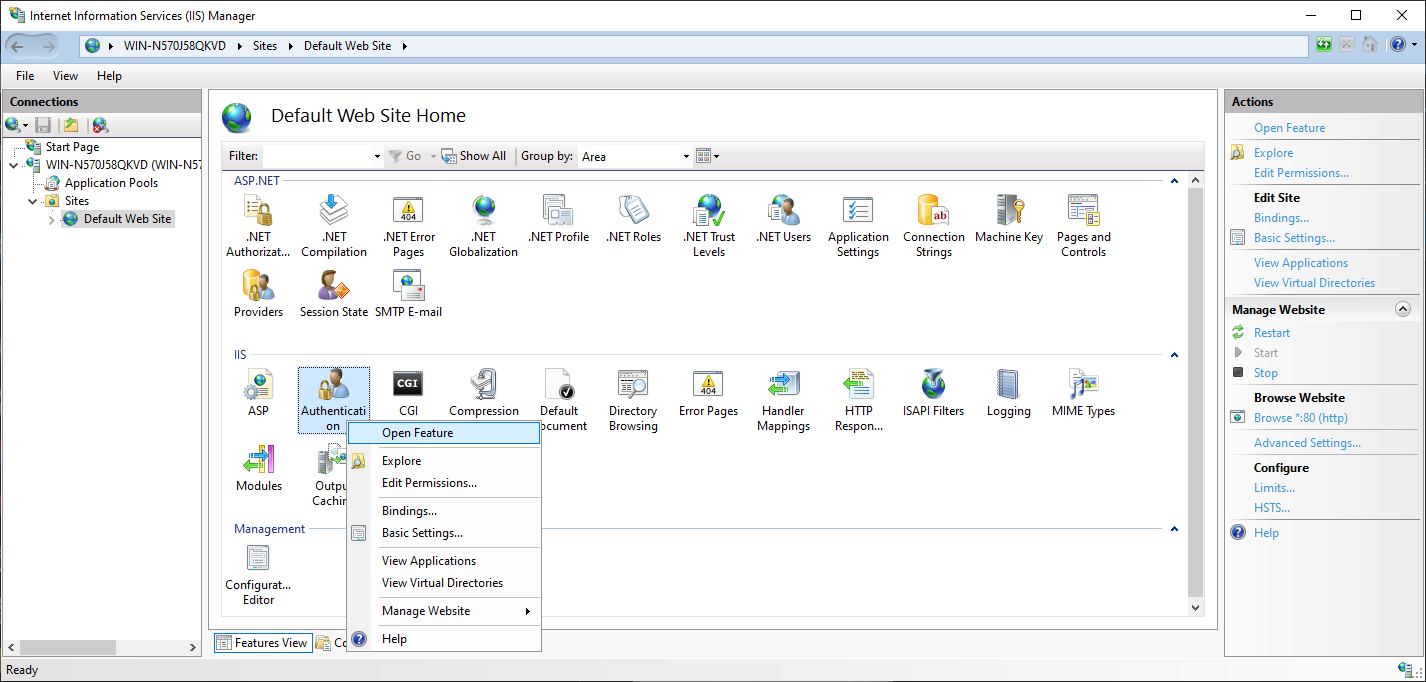 Internet Information Services (IIS) Manager
WIN-N570J58QKVD Sites Default Web Site
File View Help
Connections
Start Page
WIN-N570J58QKVD (WIN-N57
Application Pools
Sites
Default Web Site
Default Web Site Home
Filter: Go Show All Group by: Area
ASP.NET
.NET Authorizat...
.NET Compilation
.NET Error Pages
.NET Globalization
.NET Profile
.NET Roles
.NET Trust Levels
.NET Users
Application Settings
Connection Strings
Machine Key
Pages and Controls
Providers
Session State
SMTP E-mail
IIS
ASP
Authenticati on
CGI
CGI
Compression
Default ocument
Directory Browsing
404
Error Pages
Handler Mappings
HTTP Respon...
ISAPI Filters
Logging
MIME Types
Modules
Outpu Cachin
Management
Configurat... Editor
Open Feature
Explore
Edit Permissions...
Bindings...
Basic Settings...
View Applications
View Virtual Directories
Manage Website
Help
Features View
Co
Ready
Actions
Open Feature
Explore
Edit Permissions...
Edit Site
Bindings...
Basic Settings...
View Applications
View Virtual Directories
Manage Website
Restart
Start
Stop
Browse Website
Browse *:80 (http)
Advanced Settings...
Configure
Limits...
HSTS...
Help